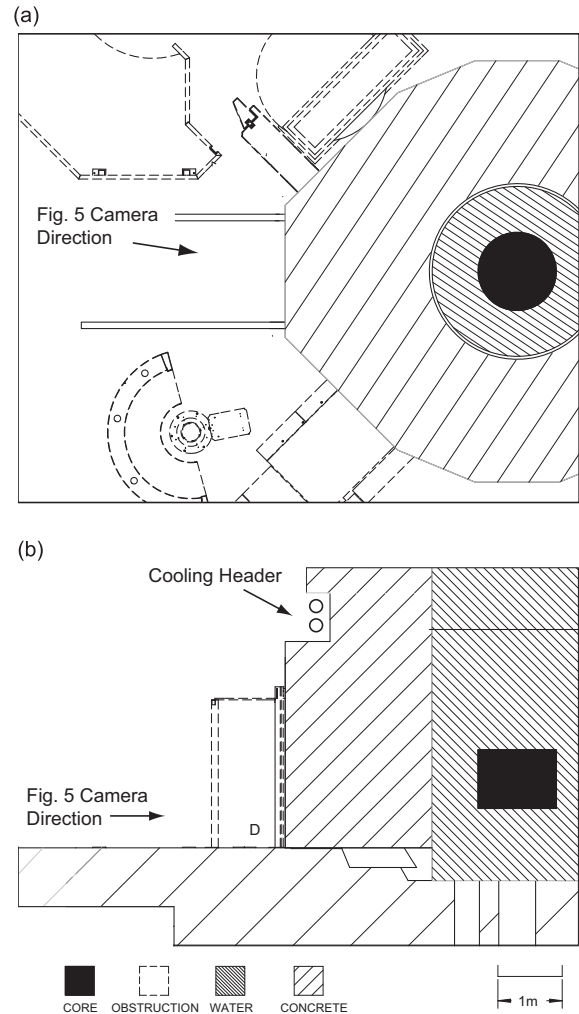 (a)
Fig. 5 Camera
Direction
(b)
Cooling Header
Fig. 5 Camera
Direction
D
CORE OBSTRUCTION WATER CONCRETE
1m